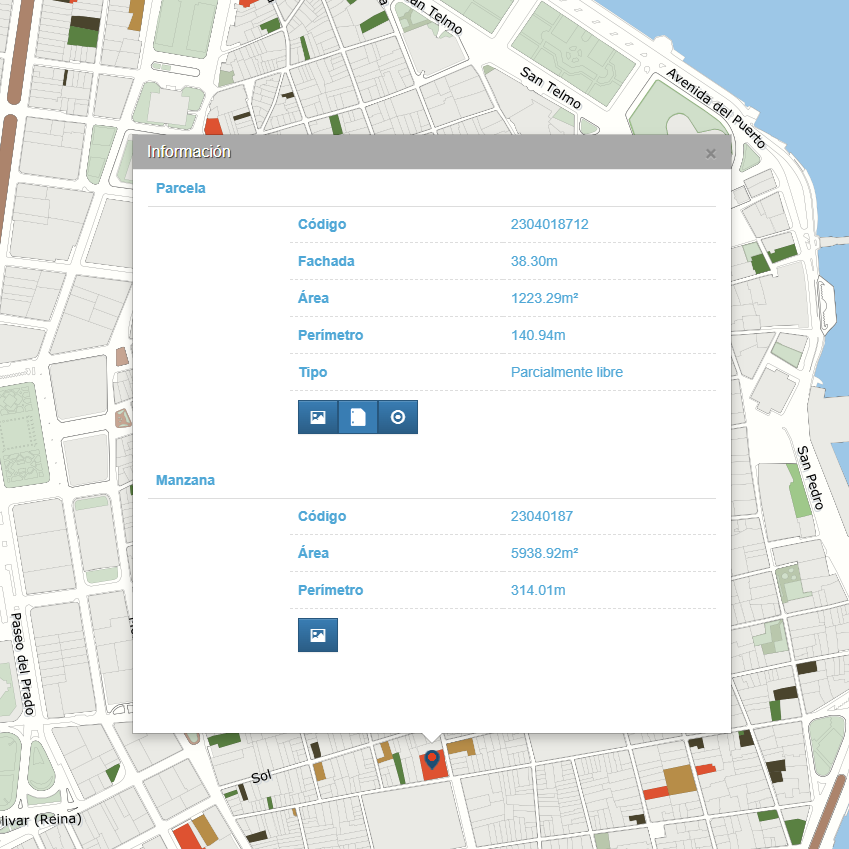 San Telmo
San Telmo
Avenida del Puerto
Información
×
Parcela
Código 2304018712
Fachada 38.30m
Área 1223.29m²
Perímetro 140.94m
Tipo Parcialmente libre
Manzana
Código 23040187
Área 5938.92m²
Perímetro 314.01m
San Pedro
Paseo del Prado
Sol
olivar (Reina)